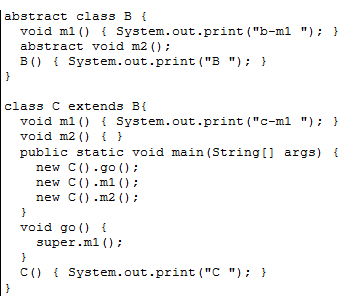 abstract class B {
  void m1() { System.out.print("b-m1 "); }
  abstract void m2();
  B() { System.out.print("B "); }
}

class C extends B{
  void m1() { System.out.print("c-m1 "); }
  void m2() { }
  public static void main(String[] args) {
    new C().go();
    new C().m1();
    new C().m2();
  }
  void go() {
    super.m1();
  }
  C() { System.out.print("C "); }
}